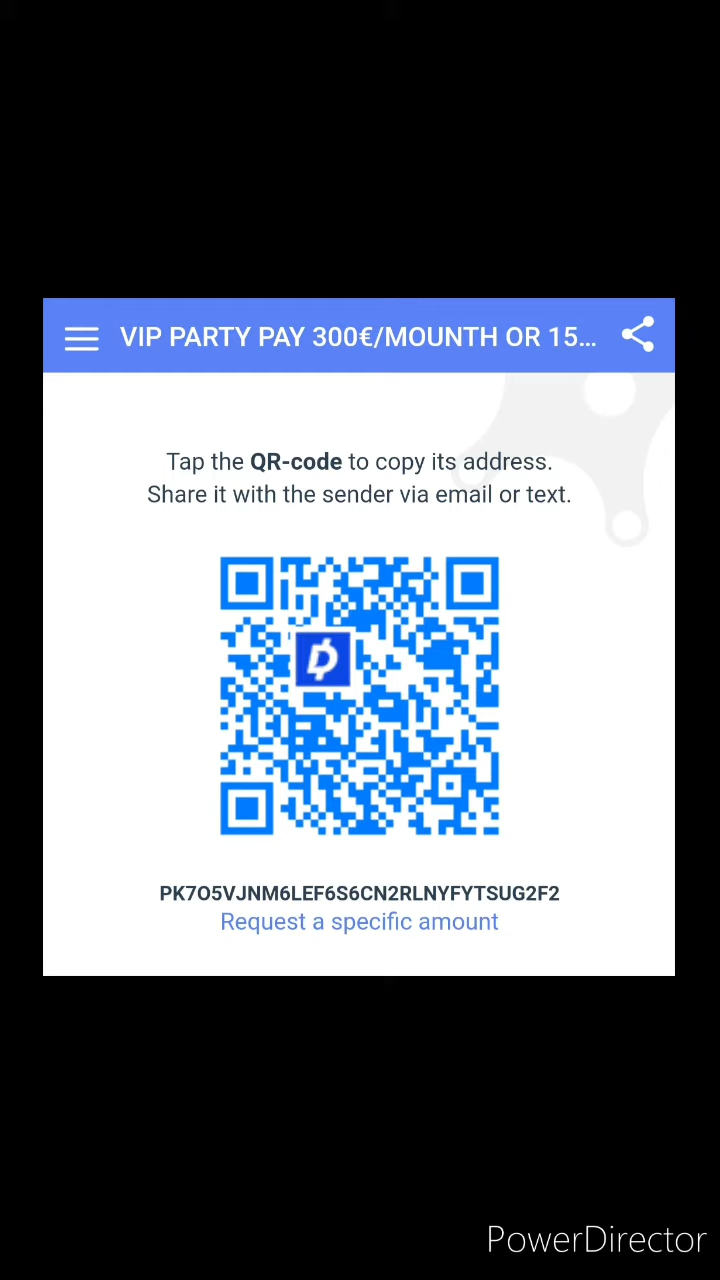 VIP PARTY PAY 300€/MOUNTH OR 15...
Tap the QR-code to copy its address.
Share it with the sender via email or text.
PK7O5VJNM6LEF6S6CN2RLNYFYTSUG2F2
Request a specific amount
PowerDirector